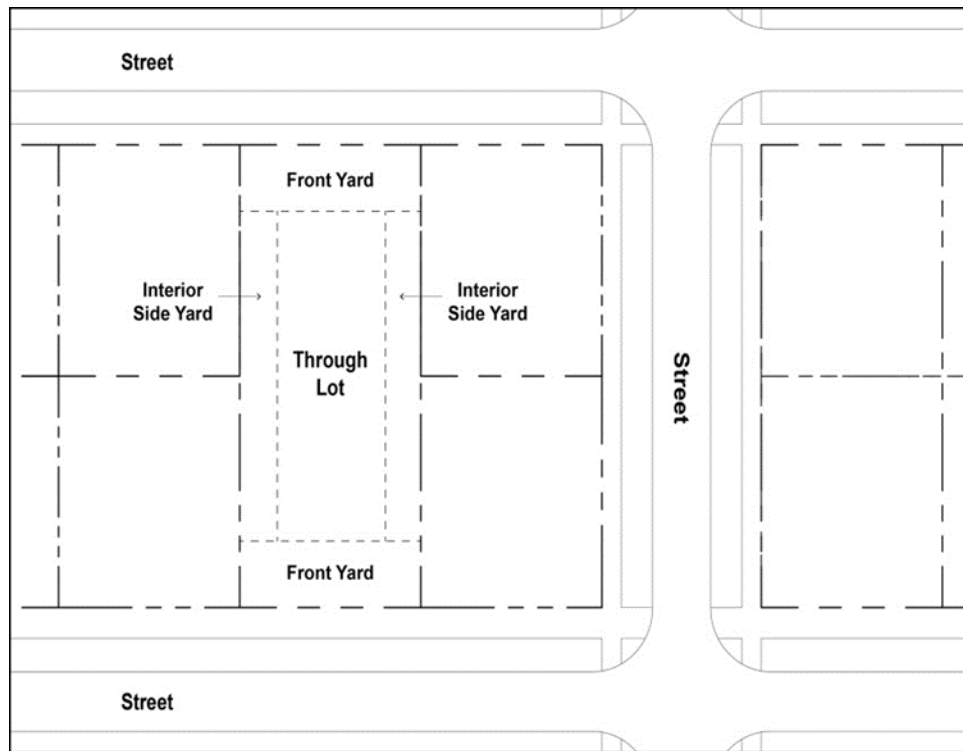 Street
Front Yard
Interior
Side Yard
Interior
Side Yard
Through
Lot
Street
Front Yard
Street